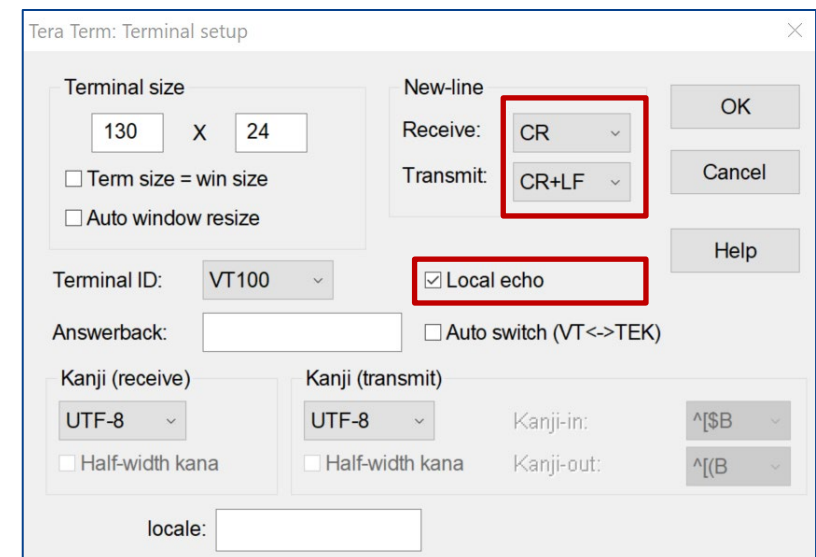 Tera Term: Terminal setup
Terminal size
130 X 24
Term size = win size
Auto window resize
New-line
Receive: CR
Transmit: CR+LF
OK
Cancel
Help
Terminal ID: VT100
Local echo
Answerback:
Auto switch (VT<->TEK)
Kanji (receive)
UTF-8
Half-width kana
Kanji (transmit)
UTF-8
Half-width kana
Kanji-in: ^[$B
Kanji-out: ^[(B
locale: